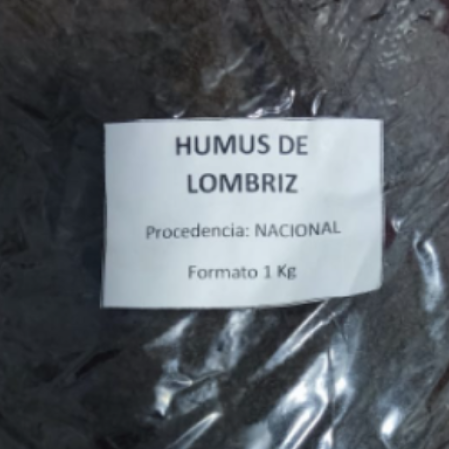 HUMUS DE
LOMBRIZ
Procedencia: NACIONAL
Formato 1 Kg